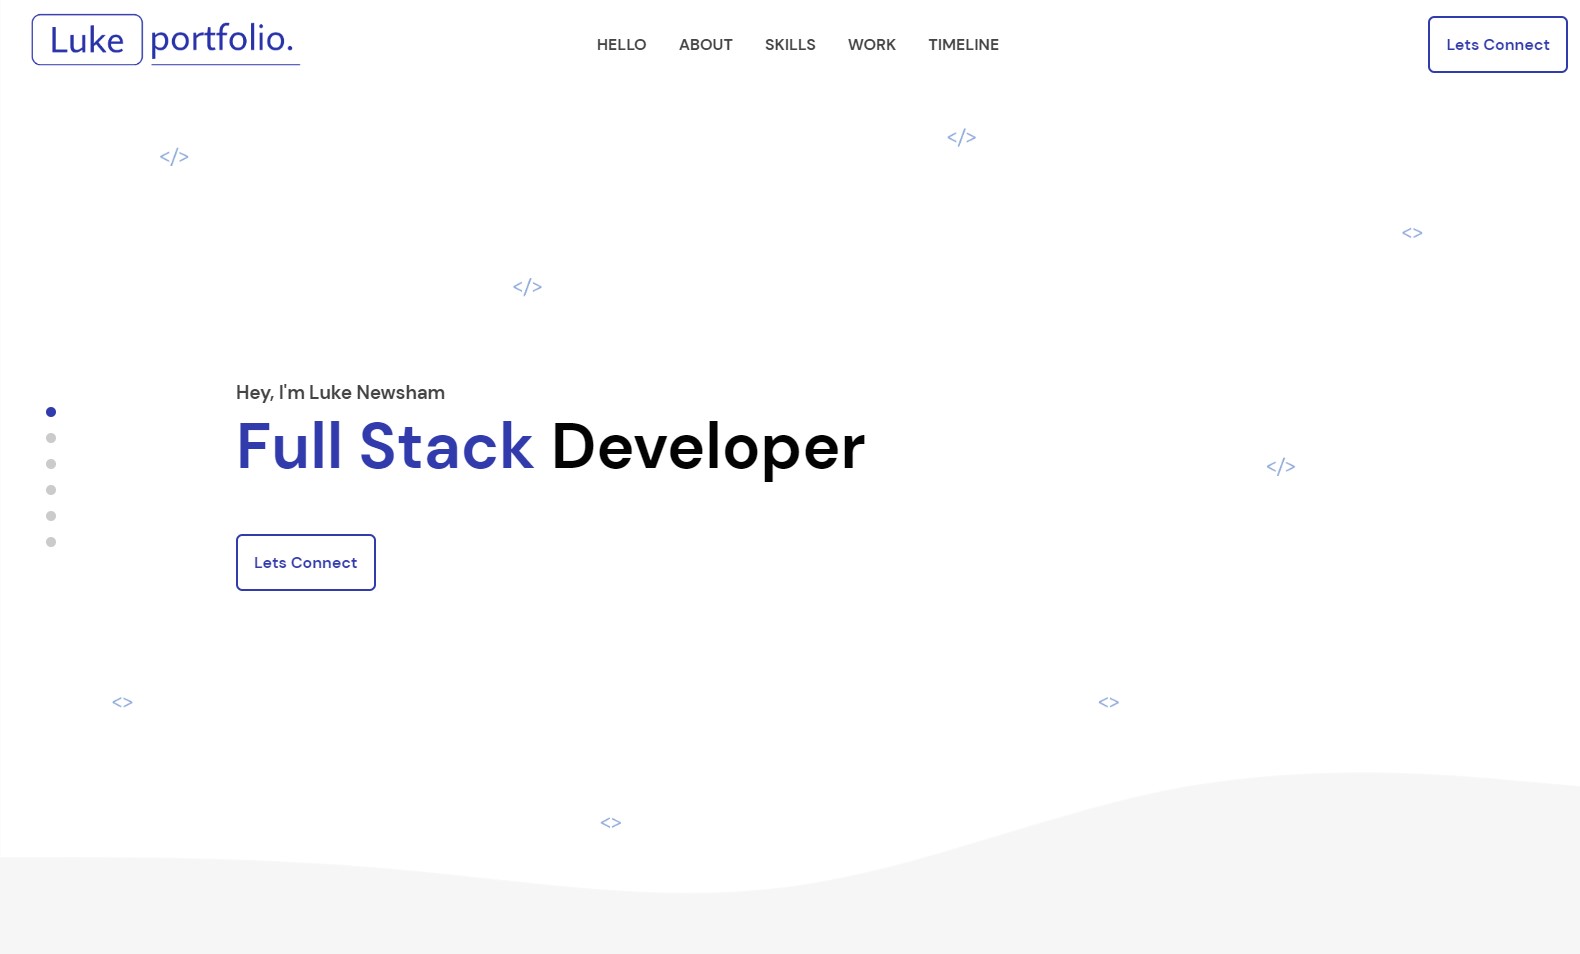 Luke portfolio.
HELLO ABOUT SKILLS WORK TIMELINE
Lets Connect
</>
</>
<>
</>
Hey, I'm Luke Newsham
Full Stack Developer
</>
Lets Connect
<>
<>
<>